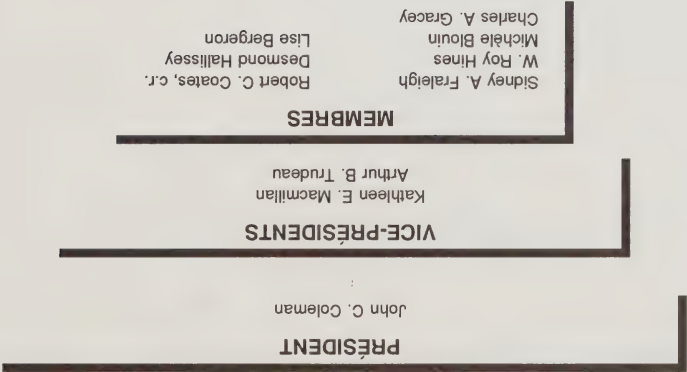 PRÉSIDENT
John C. Coleman
VICE-PRÉSIDENTS
Kathleen E. Macmillan
Arthur B. Trudeau
MEMBRES
Sidney A. Fraleigh
W. Roy Hines
Michèle Blouin
Charles A. Gracey
Robert C. Coates, c.r.
Desmond Hallissey
Lise Bergeron